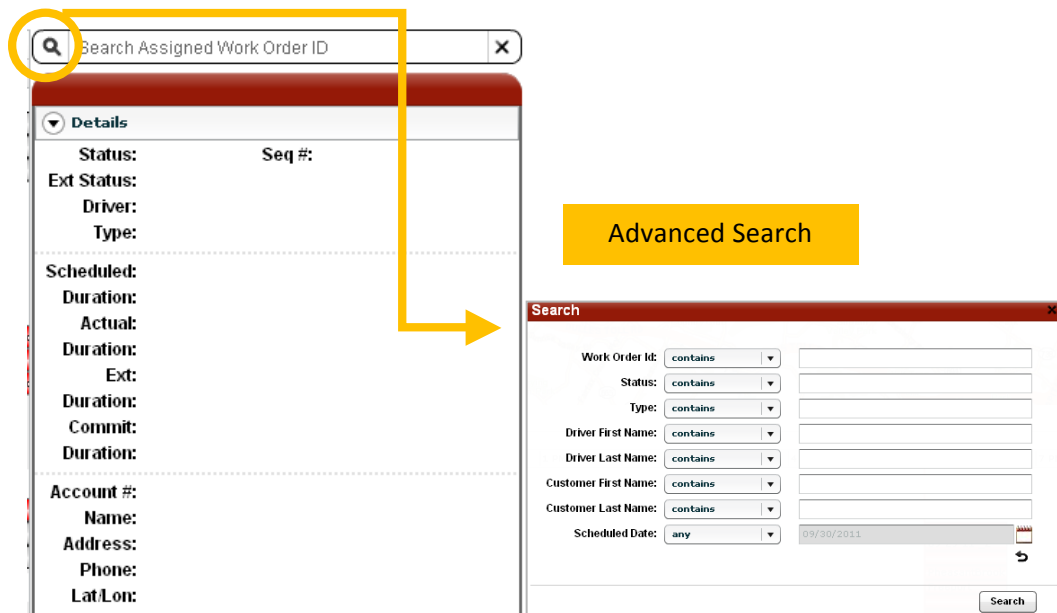 Search Assigned Work Order ID
Details
Status: Seq #:
Ext Status:
Driver:
Type:
Scheduled:
Duration:
Actual:
Duration:
Ext:
Duration:
Commit:
Duration:
Account #:
Name:
Address:
Phone:
Lat/Lon:
Advanced Search
Search
Work Order Id: contains
Status: contains
Type: contains
Driver First Name: contains
Driver Last Name: contains
Customer First Name: contains
Customer Last Name: contains
Scheduled Date: any 09/30/2011
Search